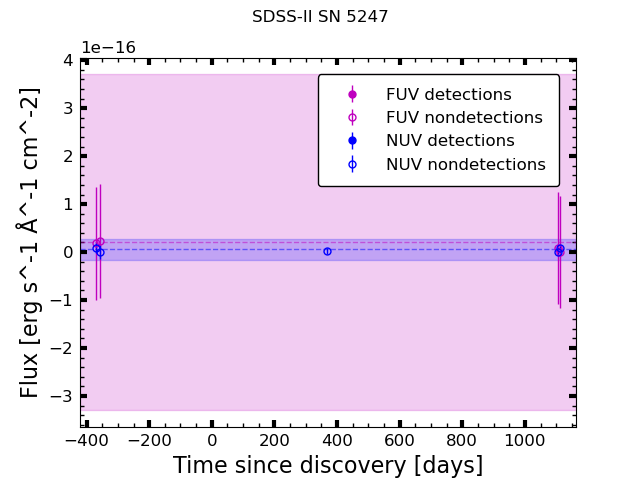 SDSS-II SN 5247
1e−16
4
3
2
1
0
−1
−2
−3
FUV detections
FUV nondetections
NUV detections
NUV nondetections
−400 −200 0 200 400 600 800 1000
Time since discovery [days]
Flux [erg s^-1 Å^-1 cm^-2]